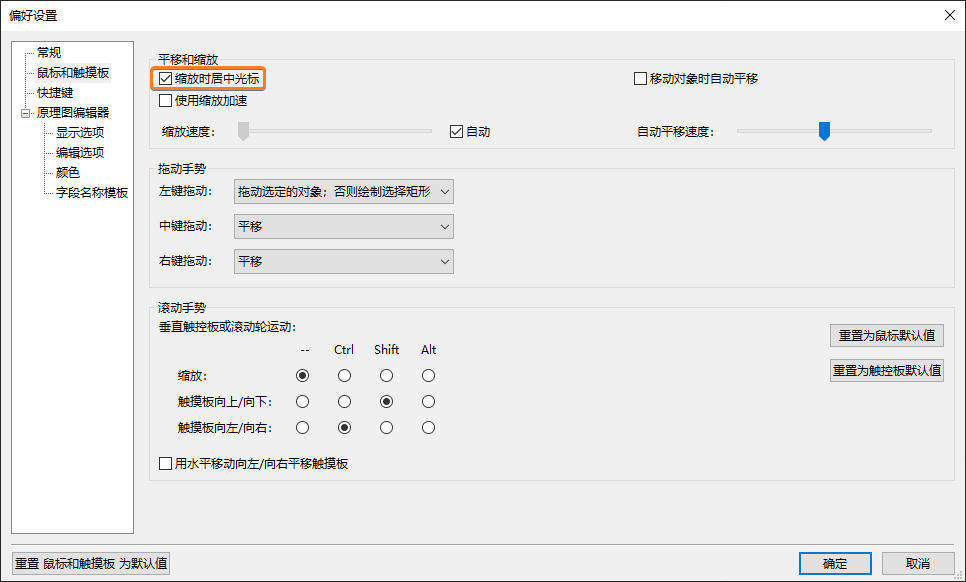 偏好设置
常规
鼠标和触摸板
快捷键
原理图编辑器
显示选项
编辑选项
颜色
字段名称模板
平移和缩放
缩放时居中光标
移动对象时自动平移
使用缩放加速
缩放速度:
自动
自动平移速度:
拖动手势
左键拖动:
拖动选定的对象；否则绘制选择矩形
中键拖动:
平移
右键拖动:
平移
滚动手势
垂直触控板或滚动轮运动:
-- Ctrl Shift Alt
缩放:
触摸板向上/向下:
触摸板向左/向右:
用水平移动向左/向右平移触摸板
重置为鼠标默认值
重置为触控板默认值
重置 鼠标和触摸板 为默认值
确定
取消